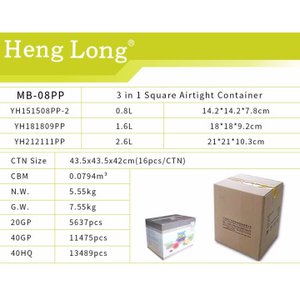 Heng Long®
MB-08PP 3 in 1 Square Airtight Container
YH151508PP-2 0.8L 14.2*14.2*7.8cm
YH181809PP 1.6L 18*18*9.2cm
YH212111PP 2.6L 21*21*10.3cm
CTN Size 43.5x43.5x42cm(16pcs/CTN)
CBM 0.0794m³
N.W. 5.55kg
G.W. 7.55kg
20GP 5637pcs
40GP 11475pcs
40HQ 13489pcs